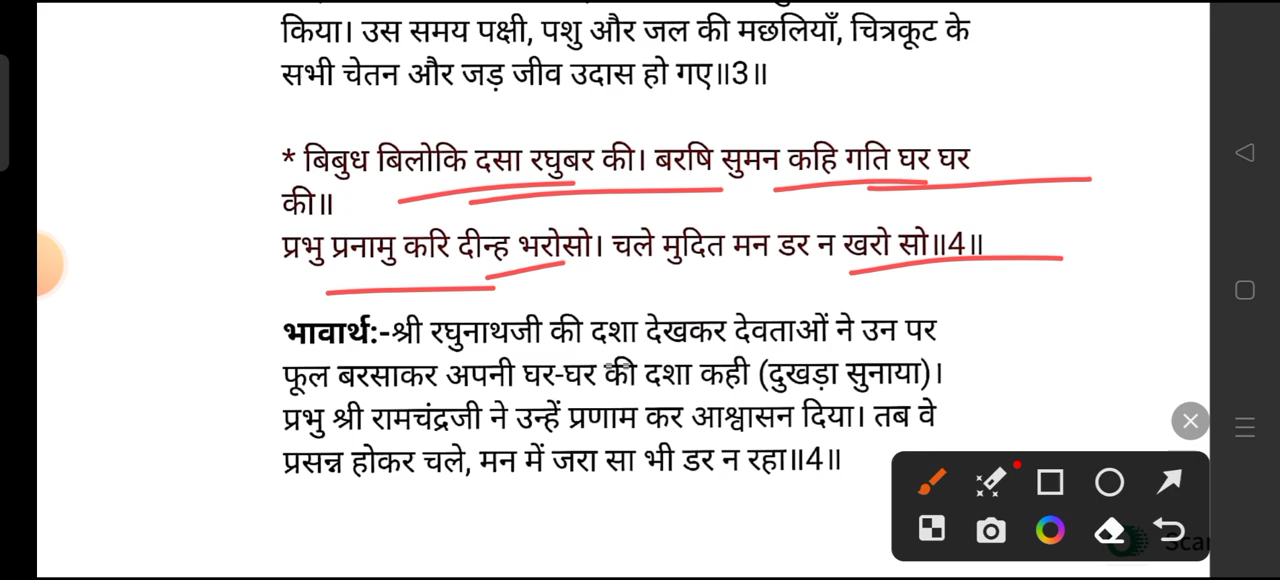 किया। उस समय पक्षी, पशु और जल की मछलियाँ, चित्रकूट के
सभी चेतन और जड़ जीव उदास हो गए॥3॥
* बिबुध बिलोकि दसा रघुबर की। बरषि सुमन कहि गति घर घर
की॥
प्रभु प्रनामु करि दीन्ह भरोसो। चले मुदित मन डर न खरो सो॥4॥
भावार्थ:-श्री रघुनाथजी की दशा देखकर देवताओं ने उन पर
फूल बरसाकर अपनी घर-घर की दशा कही (दुखड़ा सुनाया)।
प्रभु श्री रामचंद्रजी ने उन्हें प्रणाम कर आश्वासन दिया। तब वे
प्रसन्न होकर चले, मन में जरा सा भी डर न रहा॥4॥